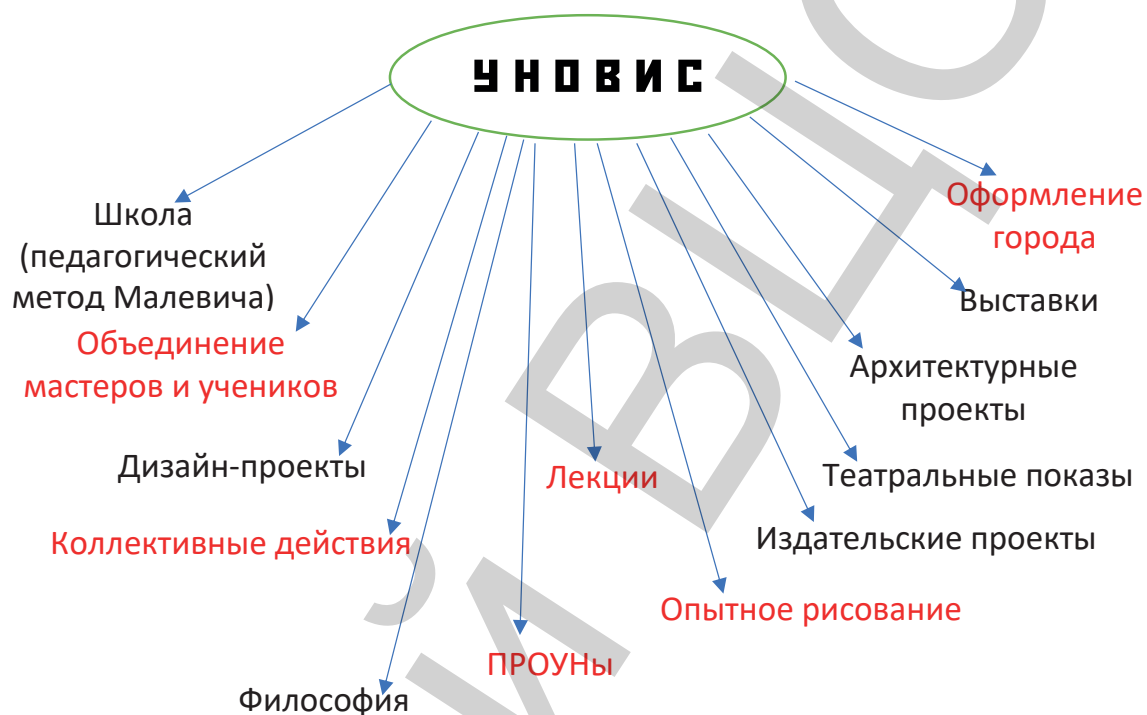 УНОВИС
Школа
(педагогический
метод Малевича)
Объединение
мастеров и учеников
Дизайн-проекты
Коллективные действия
Философия
ПРОУНы
Лекции
Опытное рисование
Издательские проекты
Театральные показы
Архитектурные
проекты
Выставки
Оформление
города